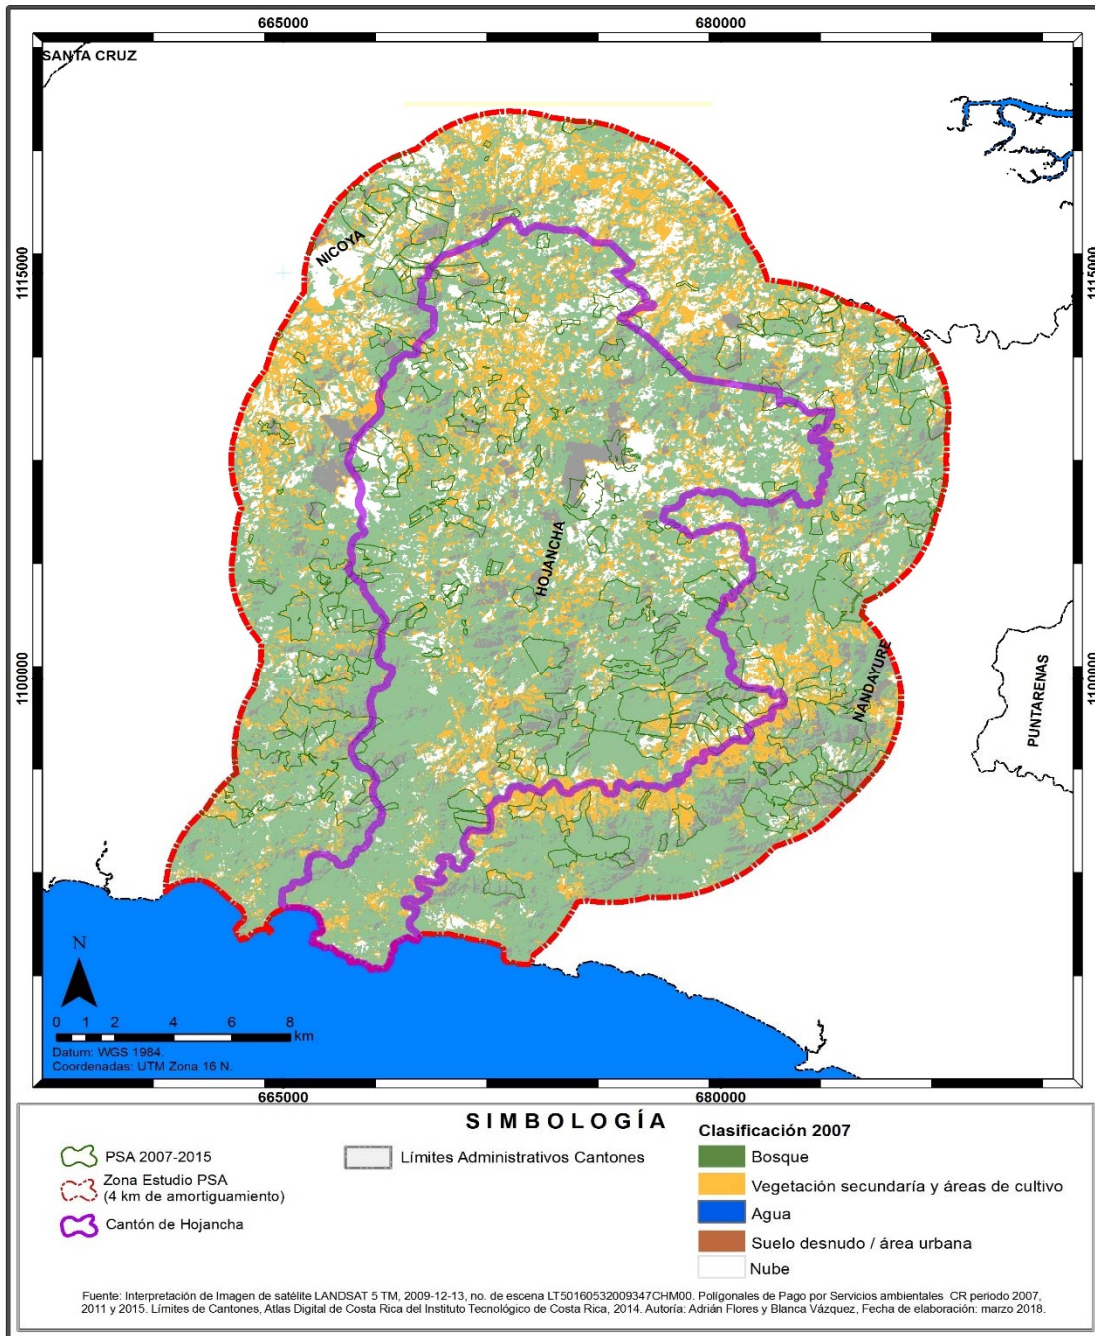 665000 680000
SANTA CRUZ
NICOYA
1115000 1115000
HOJANCHA
1100000 1100000
NANDAYURE
PUNTARENAS
N
0 1 2 4 6 8
km
Datum: WGS 1984.
Coordenadas: UTM Zona 16 N.
665000 680000
SIMBOLOGÍA
PSA 2007-2015
Zona Estudio PSA
(4 km de amortiguamiento)
Cantón de Hojancha
Límites Administrativos Cantones
Clasificación 2007
Bosque
Vegetación secundaría y áreas de cultivo
Agua
Suelo desnudo / área urbana
Nube
Fuente: Interpretación de Imagen de satélite LANDSAT 5 TM, 2009-12-13, no. de escena LT50160532009347CHM00. Polígonales de Pago por Servicios ambientales CR periodo 2007,
2011 y 2015. Límites de Cantones, Atlas Digital de Costa Rica del Instituto Tecnológico de Costa Rica, 2014. Autoría: Adrián Flores y Blanca Vázquez, Fecha de elaboración: marzo 2018.